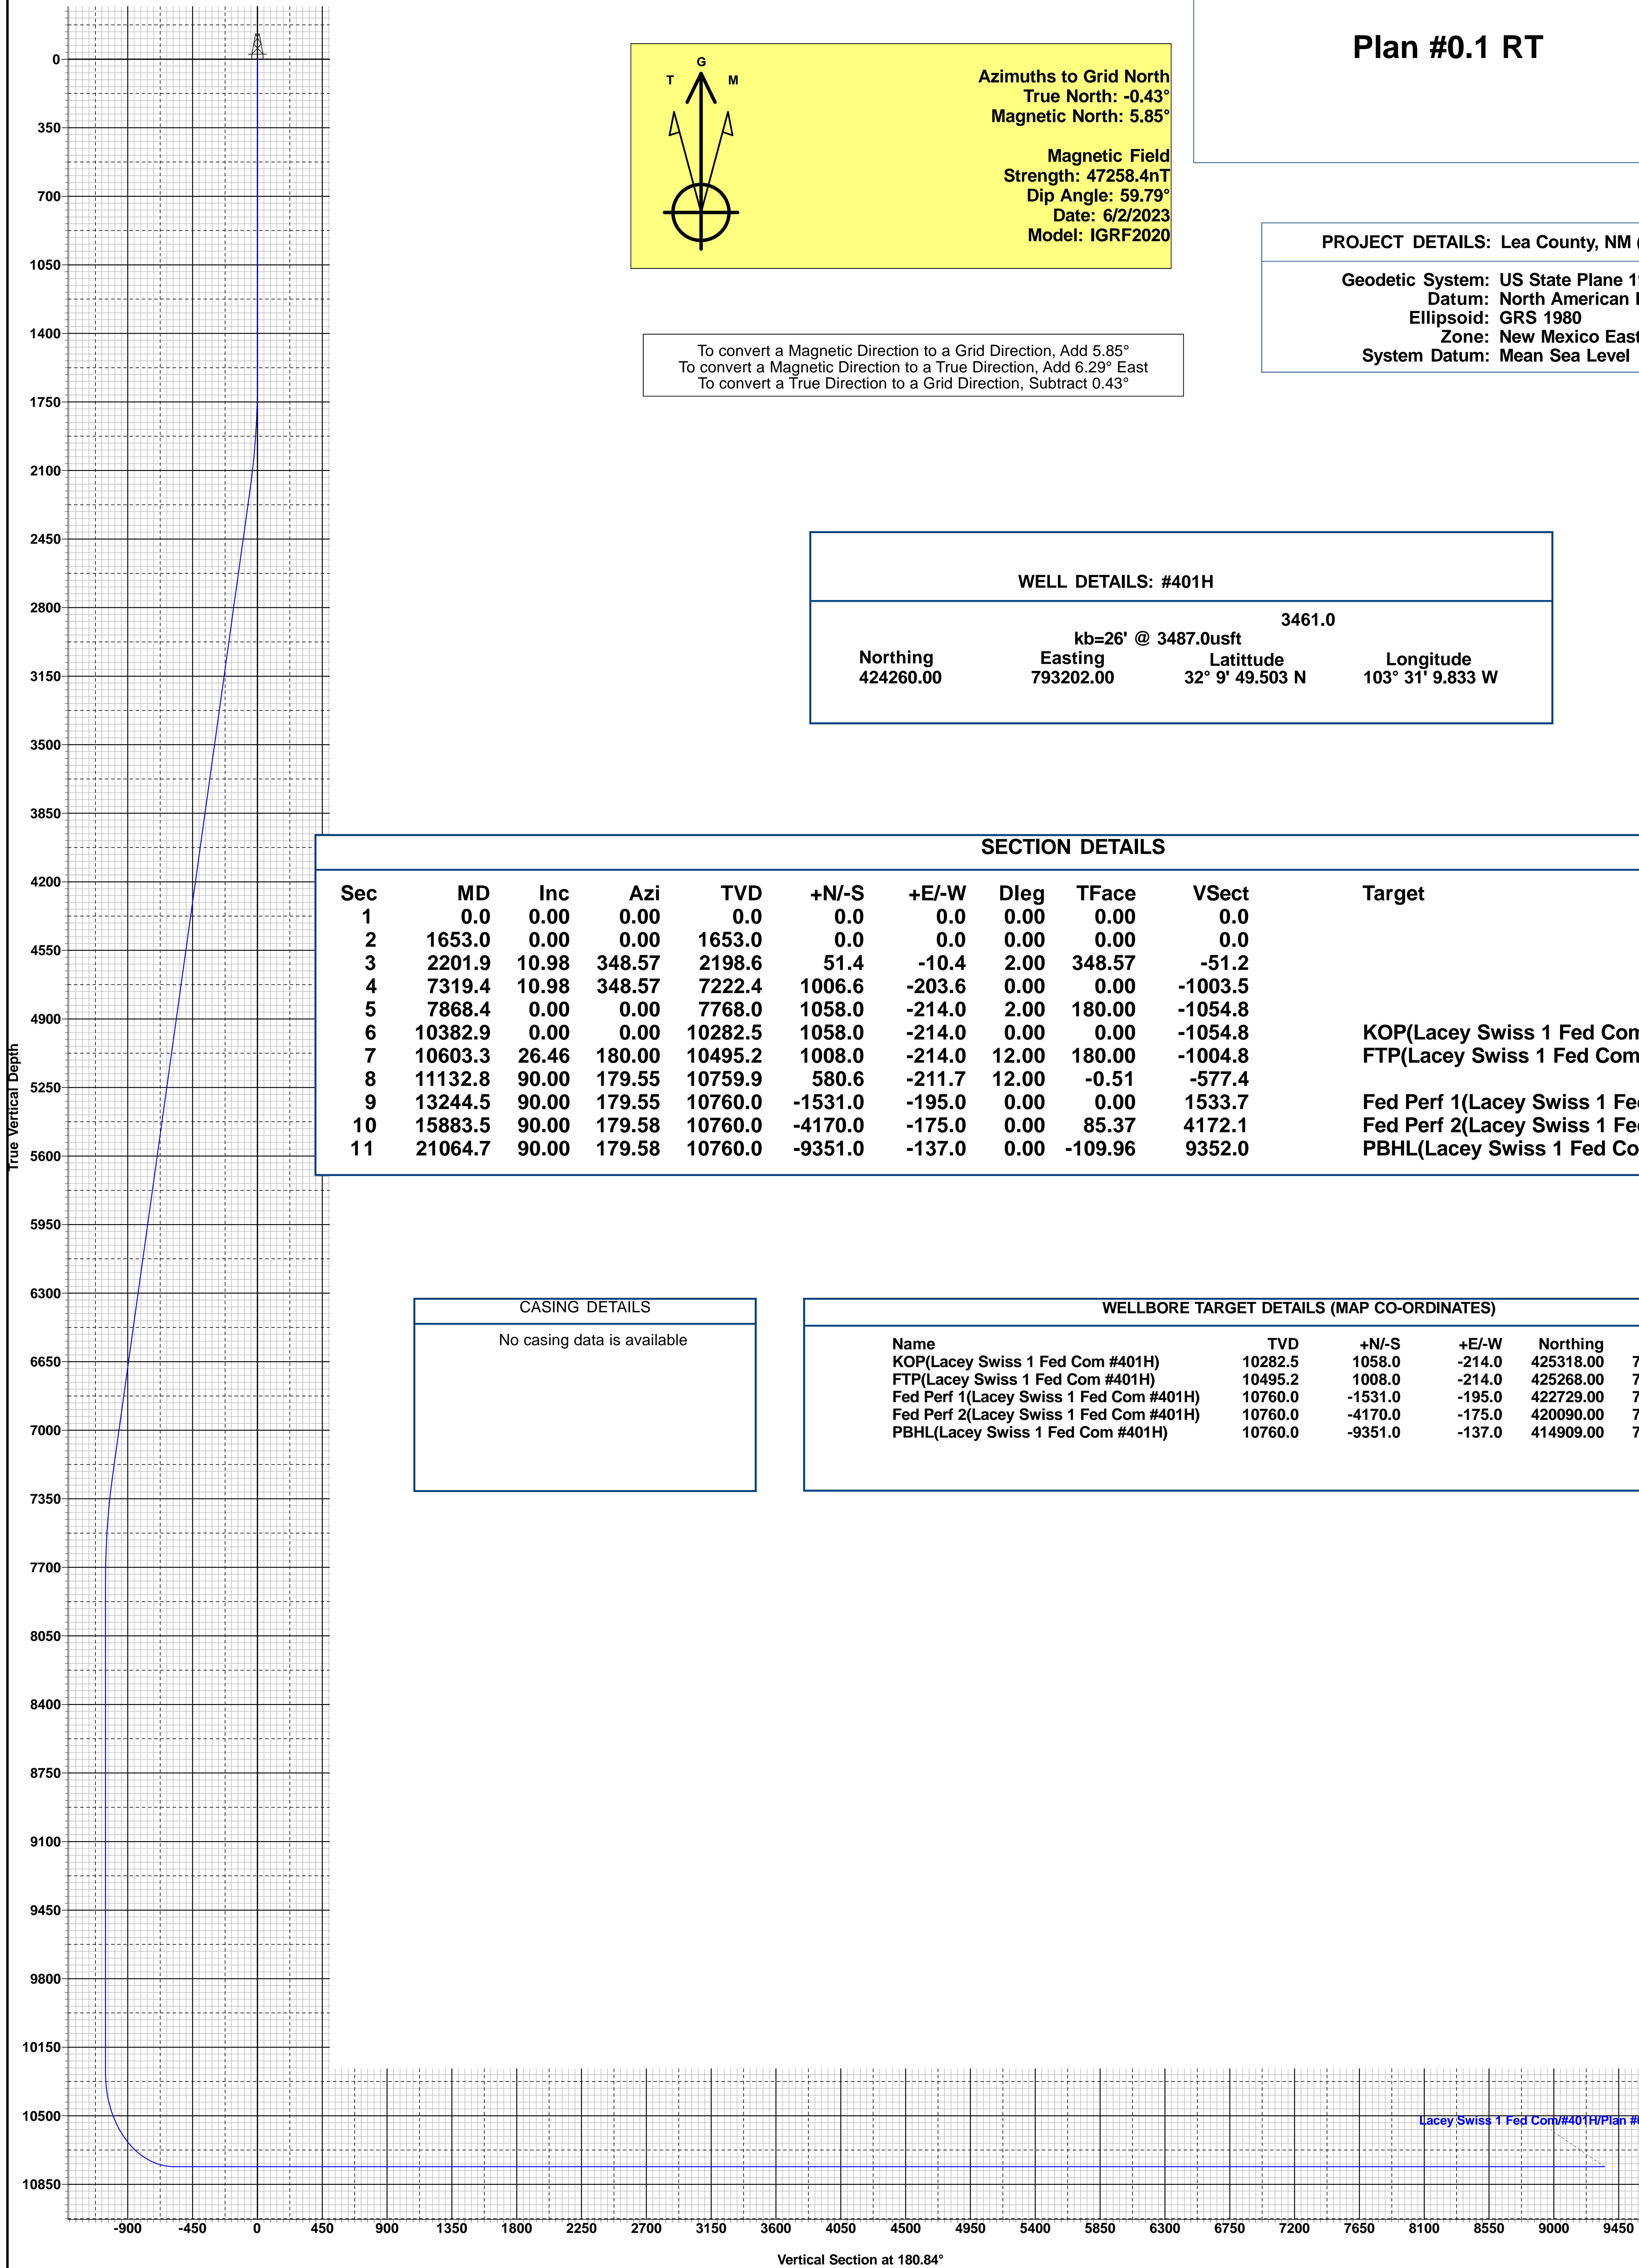 Plan #0.1 RT
T G M
Azimuths to Grid North
True North: -0.43°
Magnetic North: 5.85°
Magnetic Field
Strength: 47258.4nT
Dip Angle: 59.79°
Date: 6/2/2023
Model: IGRF2020
PROJECT DETAILS: Lea County, NM (
Geodetic System: US State Plane 1
Datum: North American
Ellipsoid: GRS 1980
Zone: New Mexico East
System Datum: Mean Sea Level
To convert a Magnetic Direction to a Grid Direction, Add 5.85°
To convert a Magnetic Direction to a True Direction, Add 6.29° East
To convert a True Direction to a Grid Direction, Subtract 0.43°
WELL DETAILS: #401H
3461.0
kb=26' @ 3487.0usft
Northing Easting Latittude Longitude
424260.00 793202.00 32° 9' 49.503 N 103° 31' 9.833 W
SECTION DETAILS
Sec MD Inc Azi TVD +N/-S +E/-W Dleg TFace VSect Target
1 0.0 0.00 0.00 0.0 0.0 0.0 0.00 0.00 0.0
2 1653.0 0.00 0.00 1653.0 0.0 0.0 0.00 0.00 0.0
3 2201.9 10.98 348.57 2198.6 51.4 -10.4 2.00 348.57 -51.2
4 7319.4 10.98 348.57 7222.4 1006.6 -203.6 0.00 0.00 -1003.5
5 7868.4 0.00 0.00 7768.0 1058.0 -214.0 2.00 180.00 -1054.8
6 10382.9 0.00 0.00 10282.5 1058.0 -214.0 0.00 0.00 -1054.8 KOP(Lacey Swiss 1 Fed Com
7 10603.3 26.46 180.00 10495.2 1008.0 -214.0 12.00 180.00 -1004.8 FTP(Lacey Swiss 1 Fed Com
8 11132.8 90.00 179.55 10759.9 580.6 -211.7 12.00 -0.51 -577.4
9 13244.5 90.00 179.55 10760.0 -1531.0 -195.0 0.00 0.00 1533.7 Fed Perf 1(Lacey Swiss 1 Fe
10 15883.5 90.00 179.58 10760.0 -4170.0 -175.0 0.00 85.37 4172.1 Fed Perf 2(Lacey Swiss 1 Fe
11 21064.7 90.00 179.58 10760.0 -9351.0 -137.0 0.00 -109.96 9352.0 PBHL(Lacey Swiss 1 Fed Co
CASING DETAILS
No casing data is available
WELLBORE TARGET DETAILS (MAP CO-ORDINATES)
Name TVD +N/-S +E/-W Northing
KOP(Lacey Swiss 1 Fed Com #401H) 10282.5 1058.0 -214.0 425318.00 7
FTP(Lacey Swiss 1 Fed Com #401H) 10495.2 1008.0 -214.0 425268.00 7
Fed Perf 1(Lacey Swiss 1 Fed Com #401H) 10760.0 -1531.0 -195.0 422729.00 7
Fed Perf 2(Lacey Swiss 1 Fed Com #401H) 10760.0 -4170.0 -175.0 420090.00 7
PBHL(Lacey Swiss 1 Fed Com #401H) 10760.0 -9351.0 -137.0 414909.00 7
True Vertical Depth
0
350
700
1050
1400
1750
2100
2450
2800
3150
3500
3850
4200
4550
4900
5250
5600
5950
6300
6650
7000
7350
7700
8050
8400
8750
9100
9450
9800
10150
10500
10850
Lacey Swiss 1 Fed Com/#401H/Plan #
-900 -450 0 450 900 1350 1800 2250 2700 3150 3600 4050 4500 4950 5400 5850 6300 6750 7200 7650 8100 8550 9000 9450
Vertical Section at 180.84°